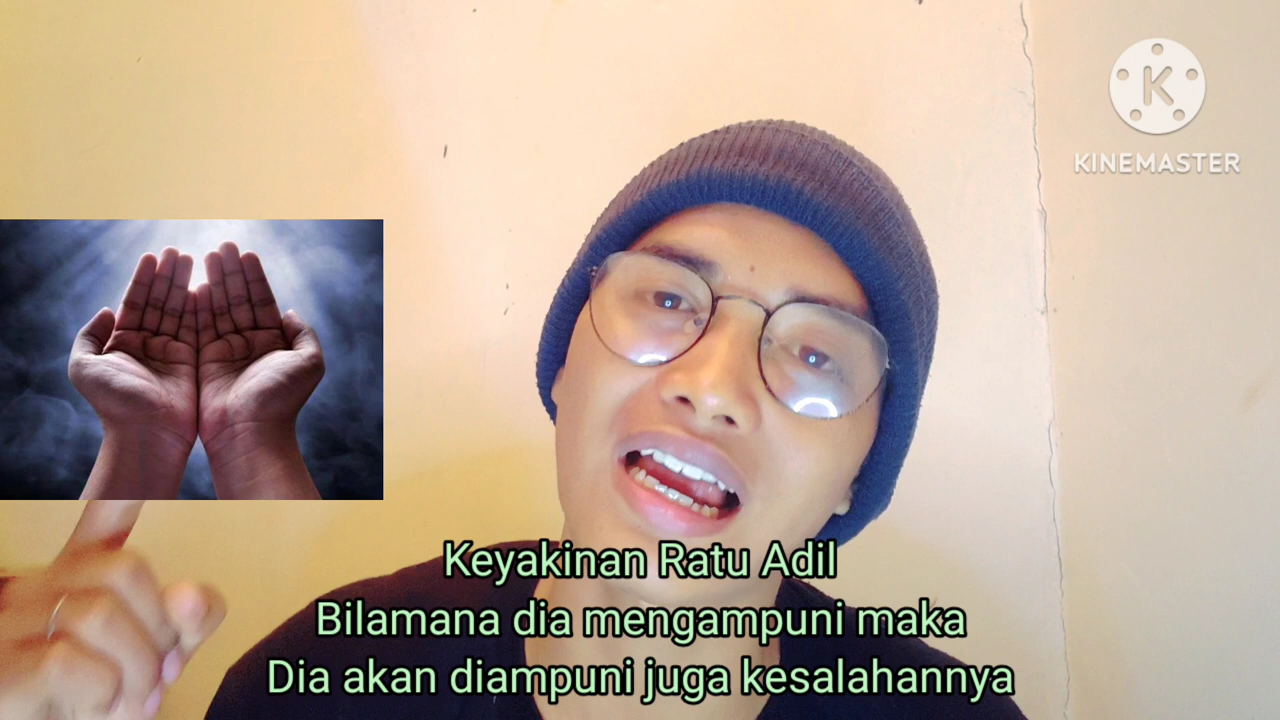 K
KINEMASTER
Keyakinan Ratu Adil
Bilamana dia mengampuni maka
Dia akan diampuni juga kesalahannya